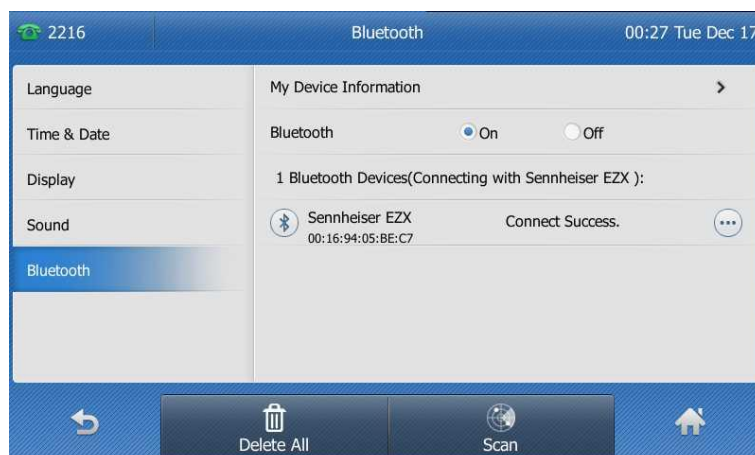 2216 Bluetooth 00:27 Tue Dec 17
Language
Time & Date
Display
Sound
Bluetooth
My Device Information
Bluetooth On Off
1 Bluetooth Devices(Connecting with Sennheiser EZX ):
Sennheiser EZX Connect Success.
00:16:94:05:BE:C7
Delete All Scan